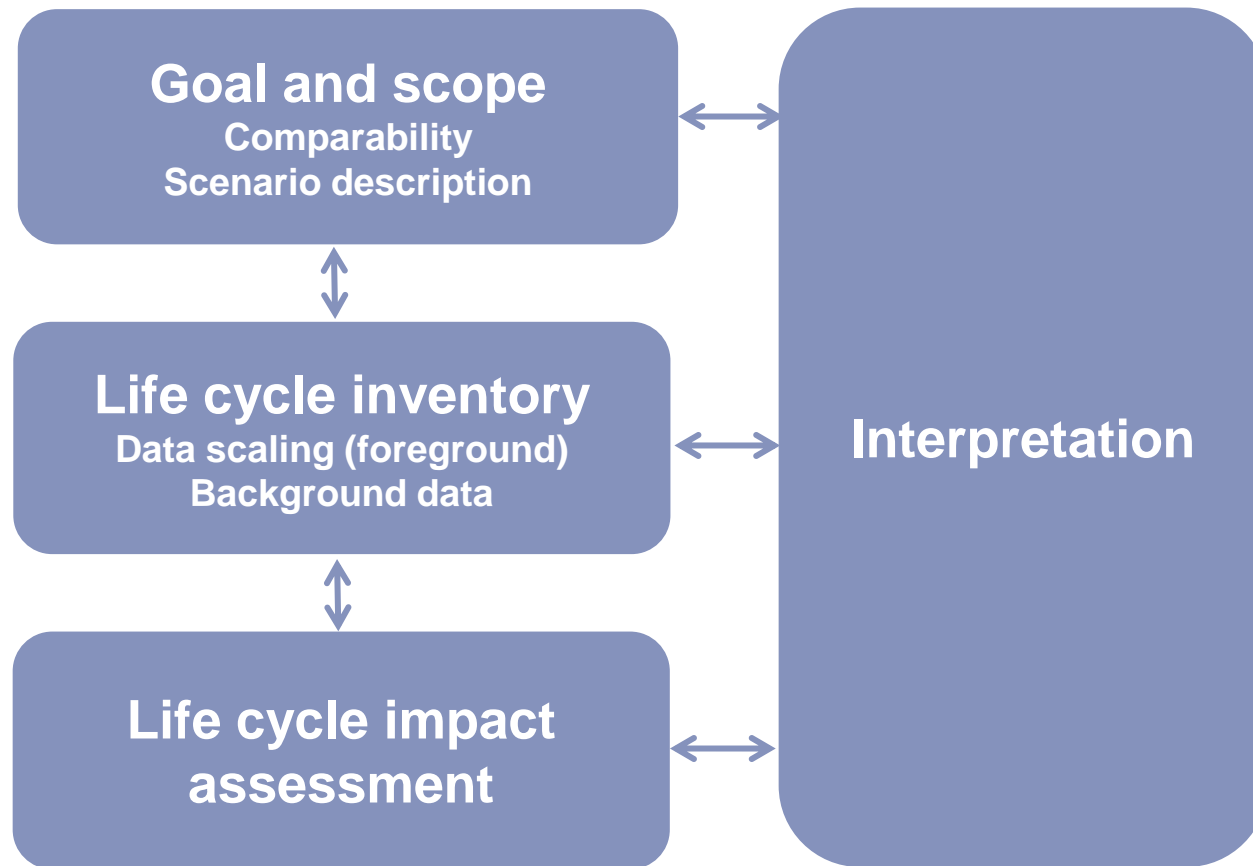 Goal and scope
Comparability
Scenario description
Life cycle inventory
Data scaling (foreground)
Background data
Life cycle impact
assessment
Interpretation